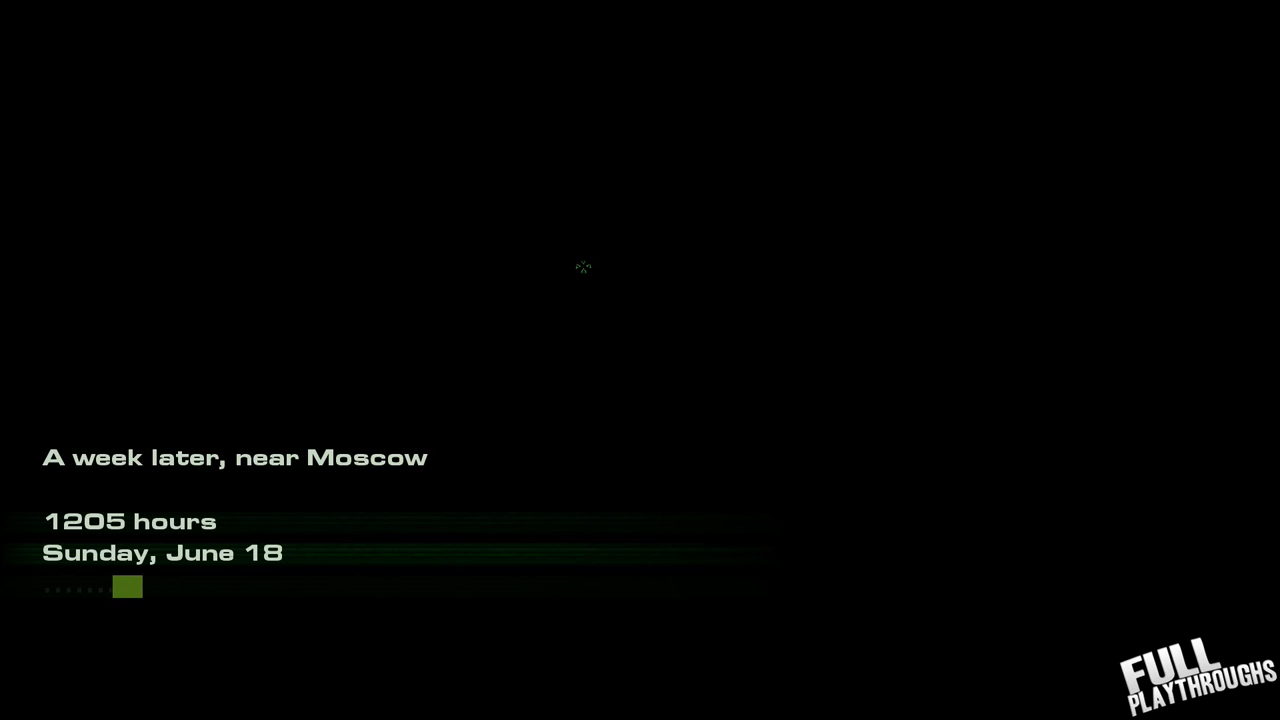 A week later, near Moscow
1205 hours
Sunday, June 18
FULL
PLAYTHROUGHS